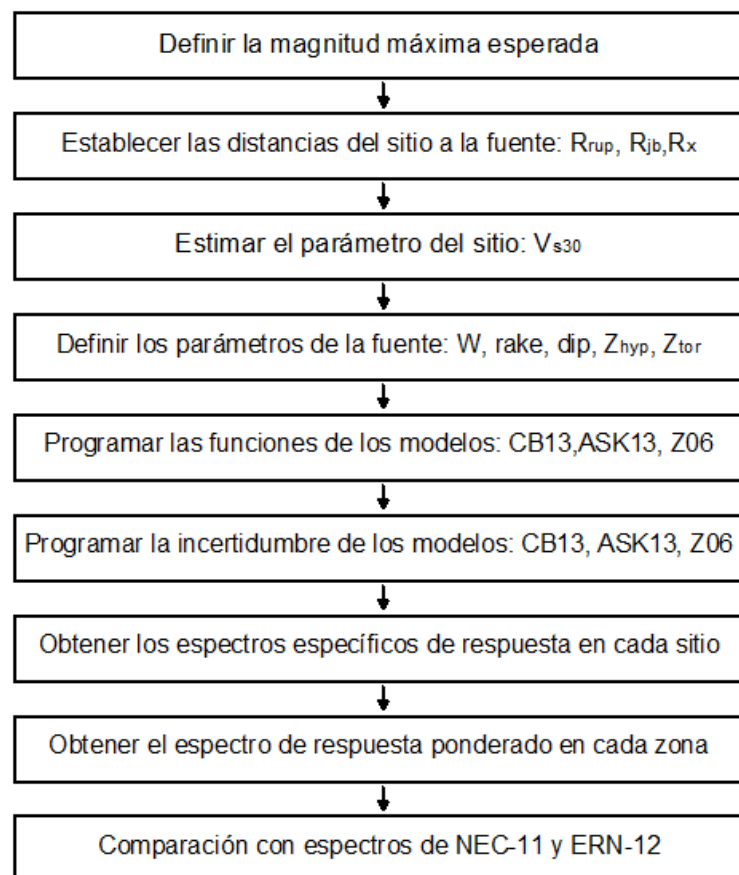 Definir la magnitud máxima esperada
Establecer las distancias del sitio a la fuente: Rrup, Rjb,Rx
Estimar el parámetro del sitio: Vs30
Definir los parámetros de la fuente: W, rake, dip, Zhyp, Ztor
Programar las funciones de los modelos: CB13,ASK13, Z06
Programar la incertidumbre de los modelos: CB13, ASK13, Z06
Obtener los espectros específicos de respuesta en cada sitio
Obtener el espectro de respuesta ponderado en cada zona
Comparación con espectros de NEC-11 y ERN-12